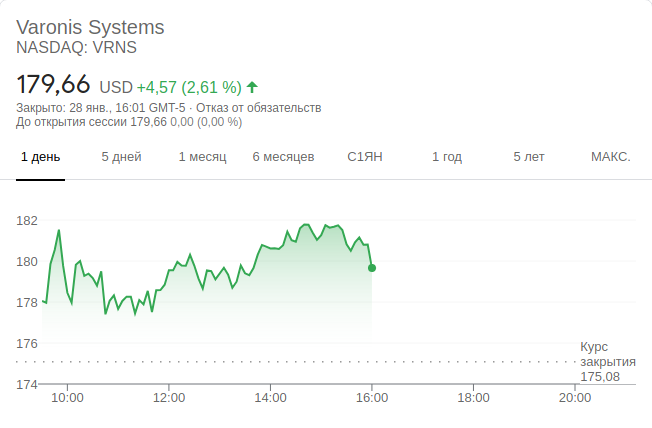 Varonis Systems
NASDAQ: VRNS
179,66 USD +4,57 (2,61 %)
Закрыто: 28 янв., 16:01 GMT-5 · Отказ от обязательств
До открытия сессии 179,66 0,00 (0,00 %)
1 день 5 дней 1 месяц 6 месяцев С1ЯН 1 год 5 лет МАКС.
182
180
178
176
Курс
закрытия
175,08
174
10:00 12:00 14:00 16:00 18:00 20:00